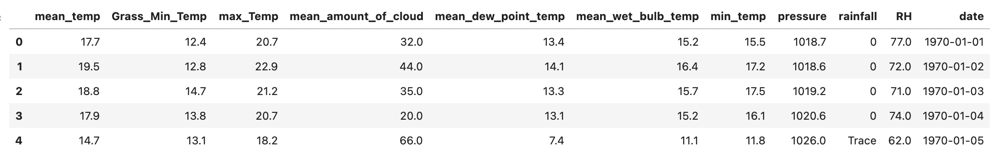 mean_temp Grass_Min_Temp max_Temp mean_amount_of_cloud mean_dew_point_temp mean_wet_bulb_temp min_temp pressure rainfall RH date
0 17.7 12.4 20.7 32.0 13.4 15.2 15.5 1018.7 0 77.0 1970-01-01
1 19.5 12.8 22.9 44.0 14.1 16.4 17.2 1018.6 0 72.0 1970-01-02
2 18.8 14.7 21.2 35.0 13.3 15.7 17.5 1019.2 0 71.0 1970-01-03
3 17.9 13.8 20.7 20.0 13.1 15.2 16.1 1020.6 0 74.0 1970-01-04
4 14.7 13.1 18.2 66.0 7.4 11.1 11.8 1026.0 Trace 62.0 1970-01-05